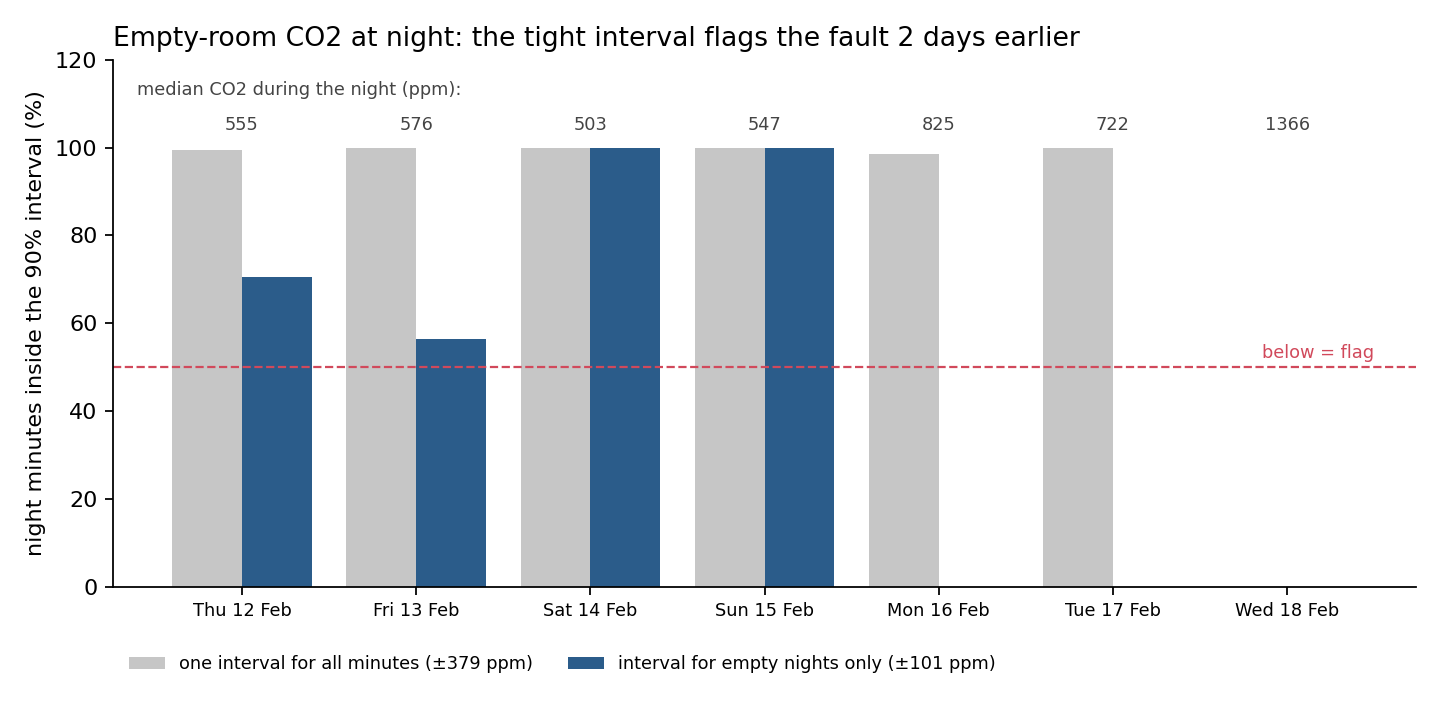 Empty-room CO2 at night: the tight interval flags the fault 2 days earlier
night minutes inside the 90% interval (%)
120
100
80
60
40
20
0
median CO2 during the night (ppm):
555 576 503 547 825 722 1366
below = flag
Thu 12 Feb Fri 13 Feb Sat 14 Feb Sun 15 Feb Mon 16 Feb Tue 17 Feb Wed 18 Feb
one interval for all minutes (±379 ppm) interval for empty nights only (±101 ppm)